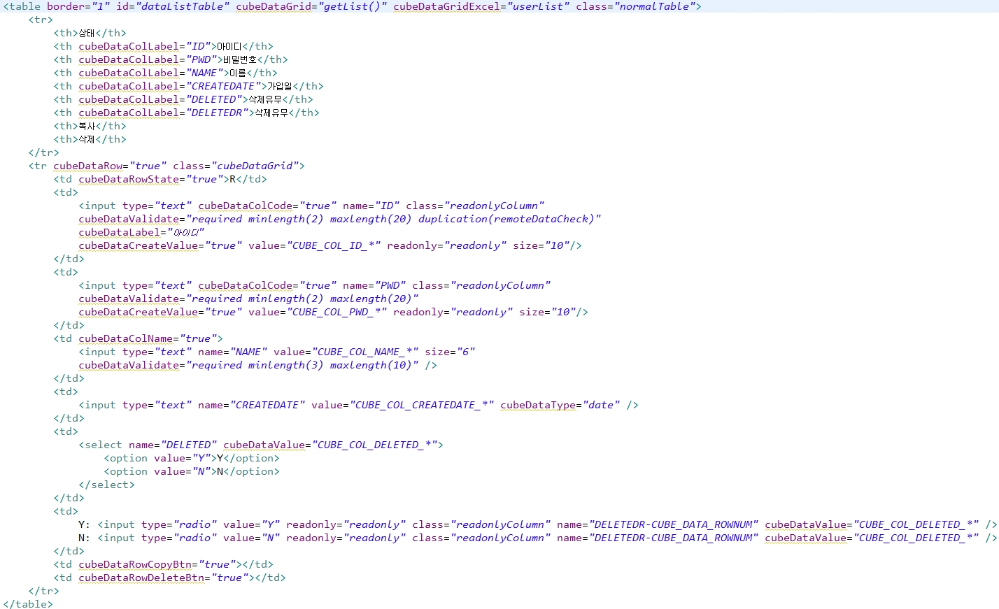 <table border="1" id="dataListTable" cubeDataGrid="getList()" cubeDataGridExcel="userList" class="normalTable">
    <tr>
        <th>상태</th>
        <th cubeDataColLabel="ID">아이디</th>
        <th cubeDataColLabel="PWD">비밀번호</th>
        <th cubeDataColLabel="NAME">이름</th>
        <th cubeDataColLabel="CREATEDATE">가입일</th>
        <th cubeDataColLabel="DELETED">삭제유무</th>
        <th cubeDataColLabel="DELETEDR">삭제유무</th>
        <th>복사</th>
        <th>삭제</th>
    </tr>
    <tr cubeDataRow="true" class="cubeDataGrid">
        <td cubeDataRowState="true">R</td>
        <td>
            <input type="text" cubeDataColCode="true" name="ID" class="readonlyColumn"
            cubeDataValidate="required minlength(2) maxlength(20) duplication(remoteDataCheck)"
            cubeDataLabel="아이디"
            cubeDataCreateValue="true" value="CUBE_COL_ID_*" readonly="readonly" size="10"/>
        </td>
        <td>
            <input type="text" cubeDataColCode="true" name="PWD" class="readonlyColumn"
            cubeDataValidate="required minlength(2) maxlength(20)"
            cubeDataCreateValue="true" value="CUBE_COL_PWD_*" readonly="readonly" size="10"/>
        </td>
        <td cubeDataColName="true">
            <input type="text" name="NAME" value="CUBE_COL_NAME_*" size="6"
            cubeDataValidate="required minlength(3) maxlength(10)" />
        </td>
        <td>
            <input type="text" name="CREATEDATE" value="CUBE_COL_CREATEDATE_*" cubeDataType="date" />
        </td>
        <td>
            <select name="DELETED" cubeDataValue="CUBE_COL_DELETED_*">
                <option value="Y">Y</option>
                <option value="N">N</option>
            </select>
        </td>
        <td>
            Y: <input type="radio" value="Y" readonly="readonly" class="readonlyColumn" name="DELETEDR-CUBE_DATA_ROWNUM" cubeDataValue="CUBE_COL_DELETED_*" />
            N: <input type="radio" value="N" readonly="readonly" class="readonlyColumn" name="DELETEDR-CUBE_DATA_ROWNUM" cubeDataValue="CUBE_COL_DELETED_*" />
        </td>
        <td cubeDataRowCopyBtn="true"></td>
        <td cubeDataRowDeleteBtn="true"></td>
    </tr>
</table>